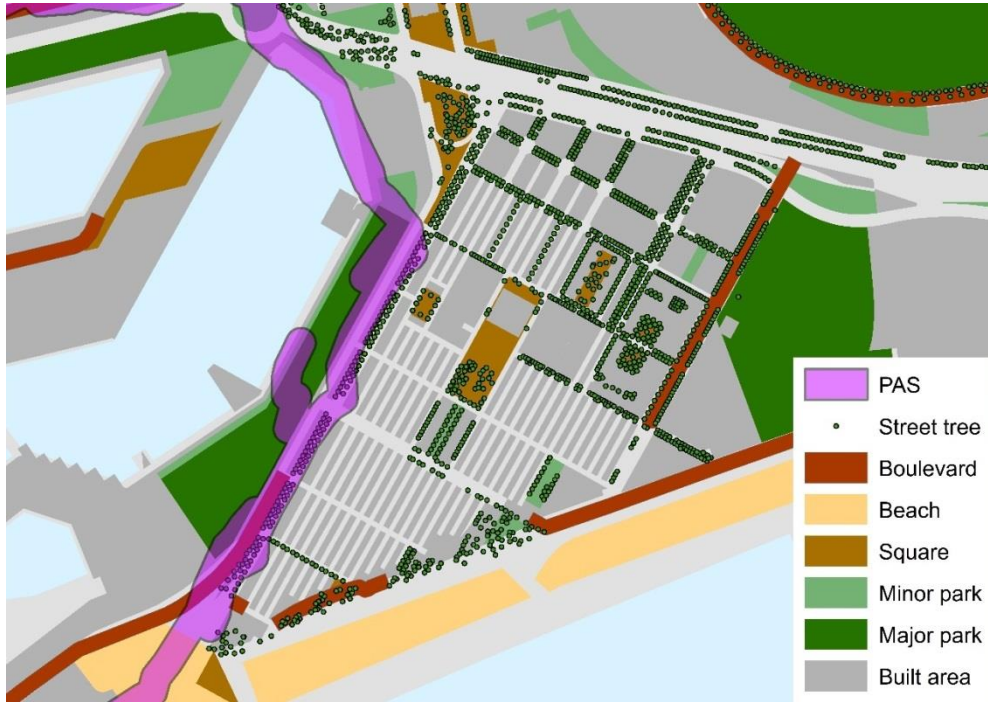 PAS
Street tree
Boulevard
Beach
Square
Minor park
Major park
Built area